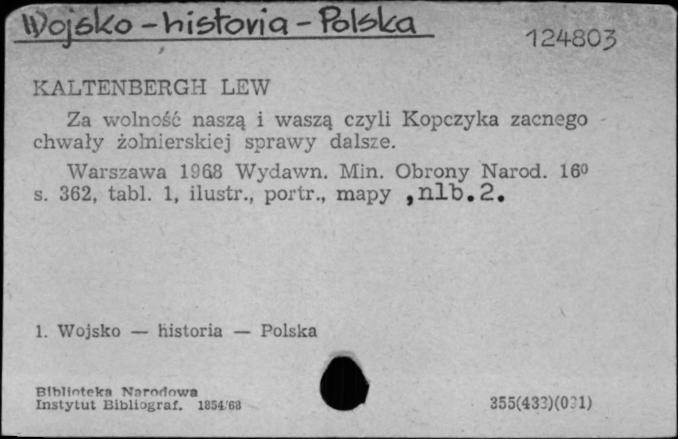 Wojsko – historia – Polska
124803
KALTENBERGH LEW
Za wolność naszą i waszą czyli Kopczyka zacnego
chwały żołnierskiej sprawy dalsze.
Warszawa 1968 Wydawn. Min. Obrony Narod. 16⁰
s. 362, tabl. 1, ilustr., portr., mapy ,nlb.2.
1. Wojsko — historia — Polska
Biblioteka Narodowa
Instytut Bibliograf. 1854/68
355(433)(091)